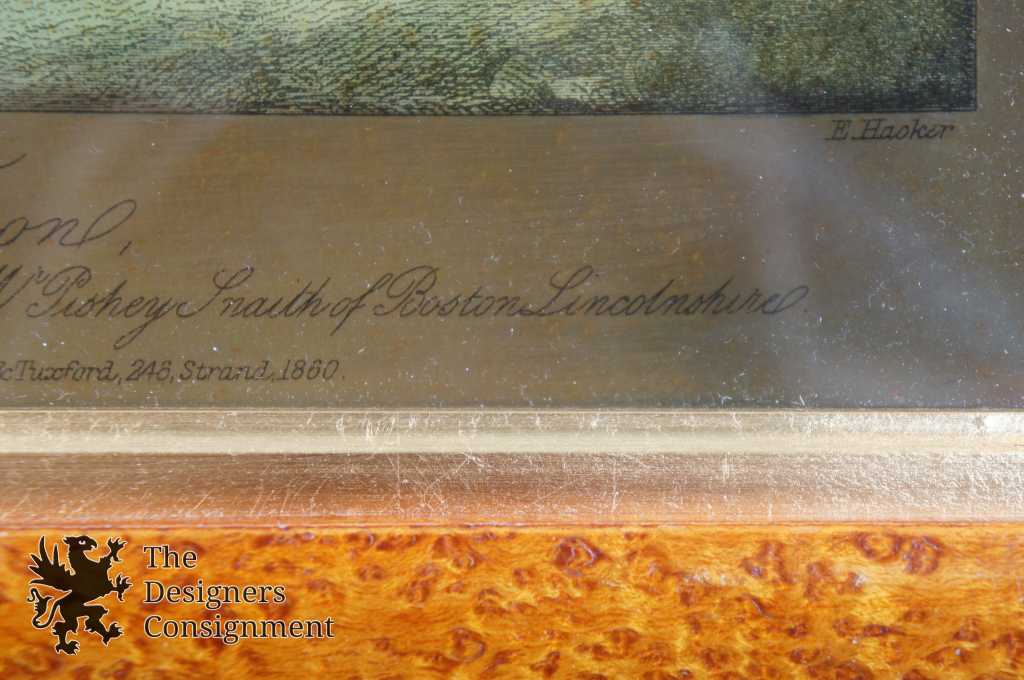 E. Hacker
Mr Pishey Snaith of Boston Lincolnshire.
Tuxford, 246, Strand, 1860.
The
Designers
Consignment